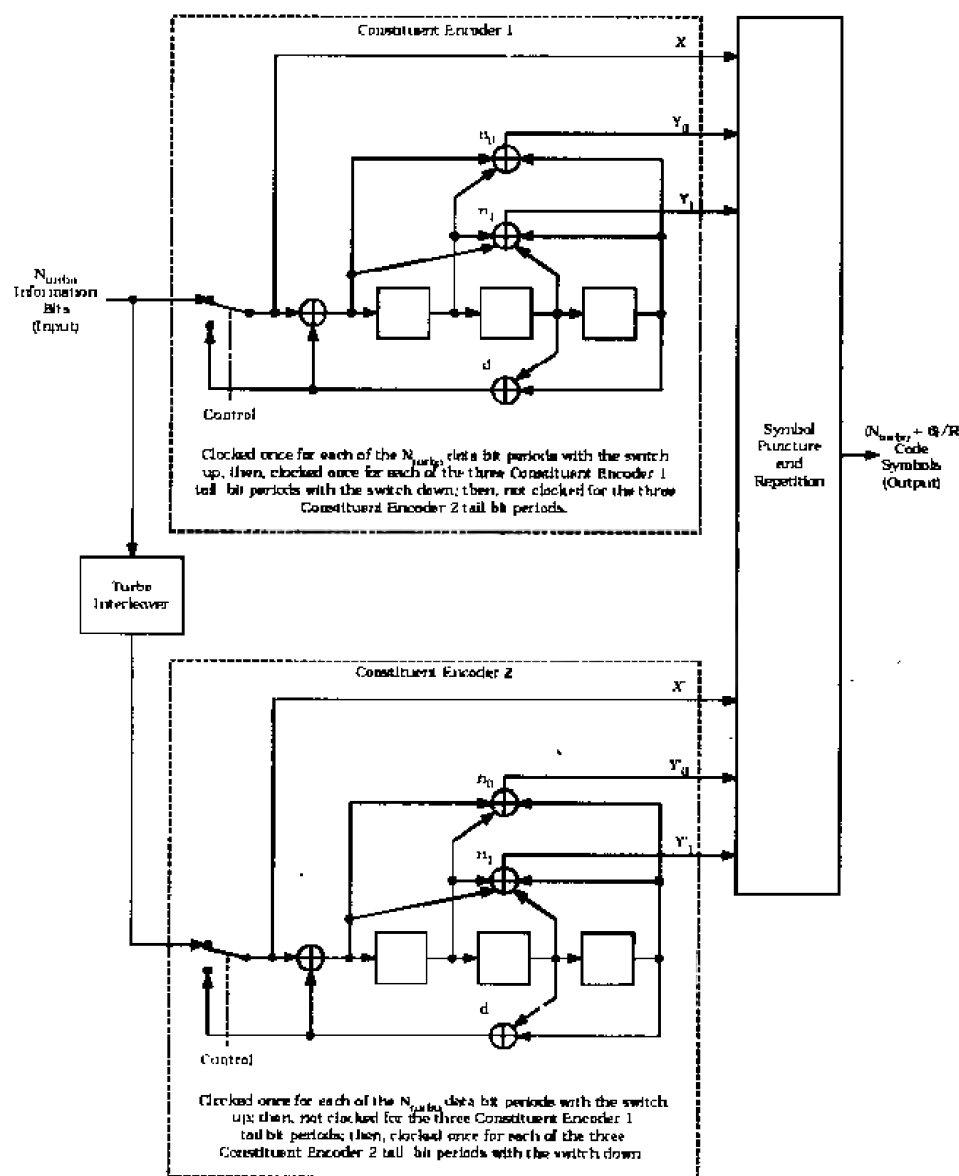 Constituent Encoder 1
X
Y0
n0
Y1
n1
Nturbo
Information
Bits
(Input)
d
Control
Clocked once for each of the Nturbo data bit periods with the switch
up, then, clocked once for each of the three Constituent Encoder 1
tail bit periods with the switch down; then, not clocked for the three
Constituent Encoder 2 tail bit periods.
Symbol
Puncture
and
Repetition
(Nturbo + 6)/R
Code
Symbols
(Output)
Turbo
Interleaver
Constituent Encoder 2
X'
n0
Y'0
n1
Y'1
d
Control
Clocked once for each of the Nturbo data bit periods with the switch
up; then, not clocked for the three Constituent Encoder 1
tail bit periods; then, clocked once for each of the three
Constituent Encoder 2 tail bit periods with the switch down